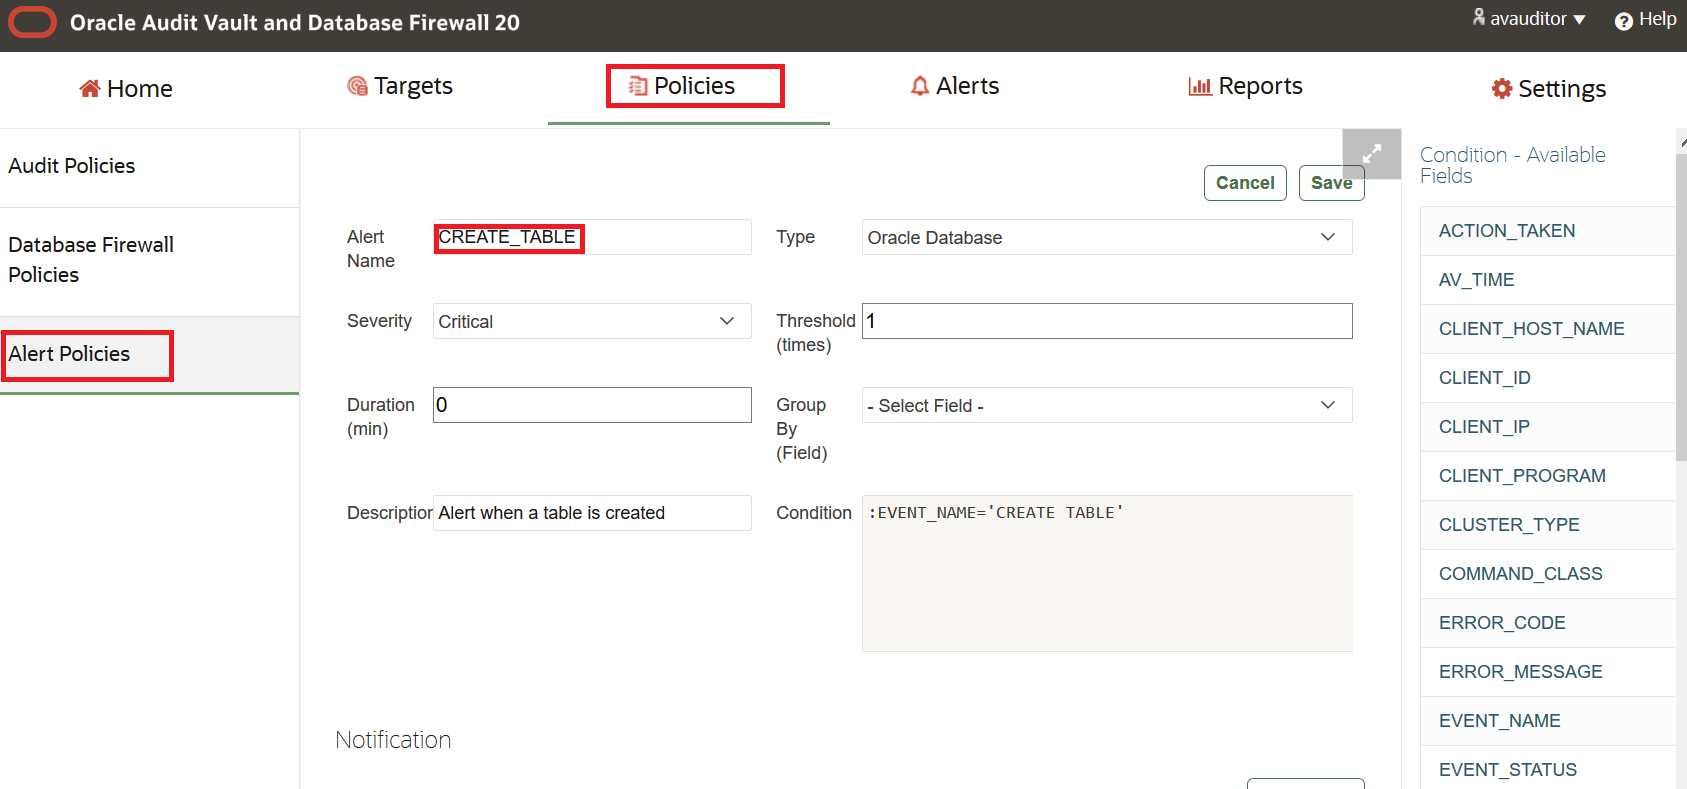 Oracle Audit Vault and Database Firewall 20
avauditor
Help
Home
Targets
Policies
Alerts
Reports
Settings
Audit Policies
Database Firewall
Policies
Alert Policies
Cancel
Save
Alert
Name
CREATE_TABLE
Type
Oracle Database
Severity
Critical
Threshold
(times)
1
Duration
(min)
0
Group
By
(Field)
- Select Field -
Description
Alert when a table is created
Condition
:EVENT_NAME='CREATE TABLE'
Notification
Condition - Available
Fields
ACTION_TAKEN
AV_TIME
CLIENT_HOST_NAME
CLIENT_ID
CLIENT_IP
CLIENT_PROGRAM
CLUSTER_TYPE
COMMAND_CLASS
ERROR_CODE
ERROR_MESSAGE
EVENT_NAME
EVENT_STATUS